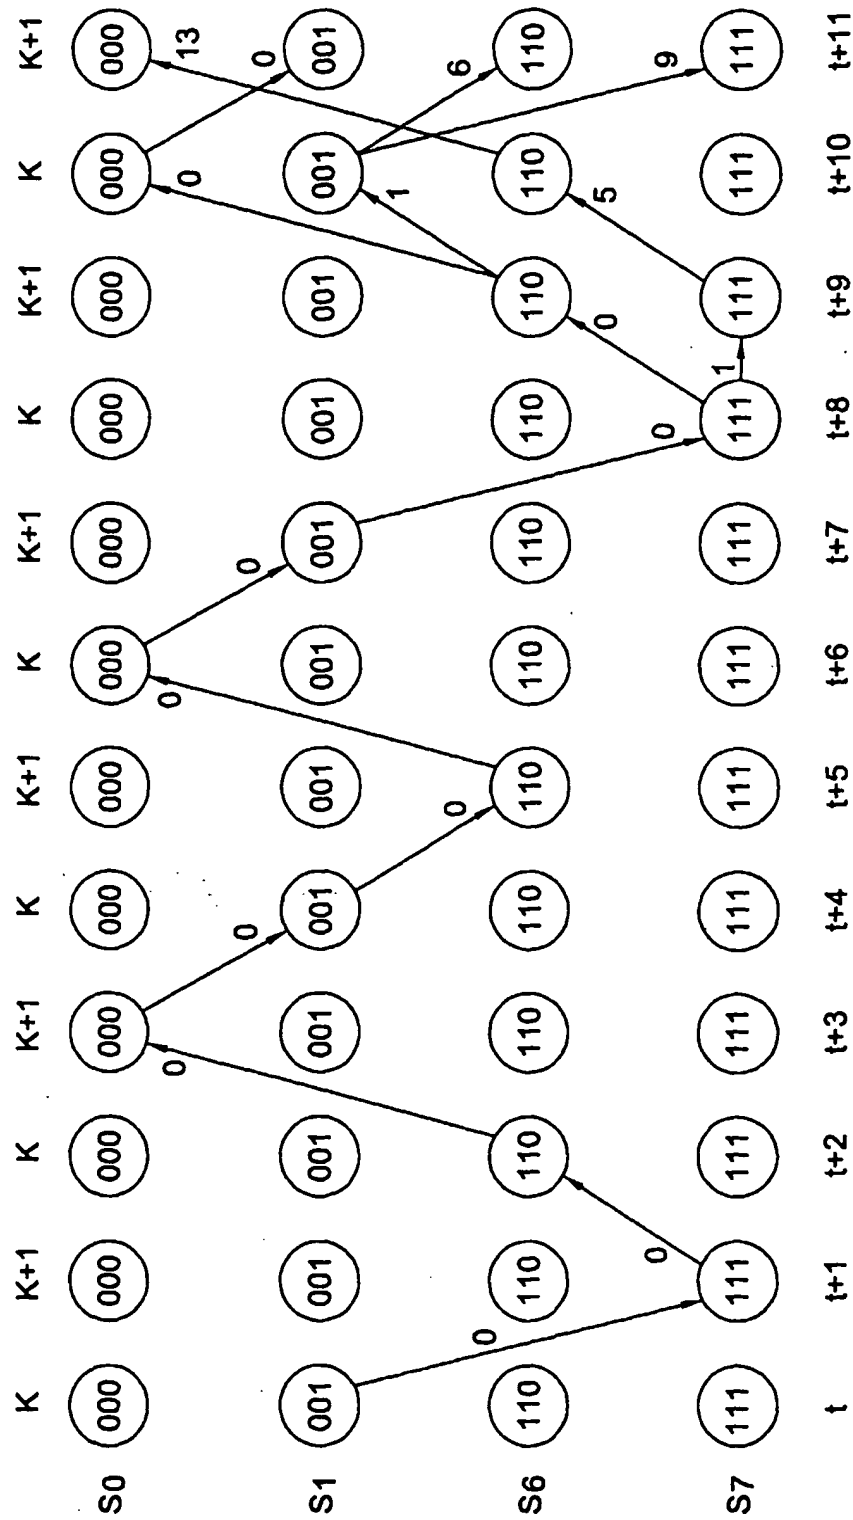 K K+1 K K+1 K K+1 K K+1 K K+1 K K+1
S0 000 000 000 000 000 000 000 000 000 000 000 000
0 0 0 0 0 0 13
S1 001 001 001 001 001 001 001 001 001 001 001 001
0 0 0 1 6
S6 110 110 110 110 110 110 110 110 110 110 110 110
0 0 0 5 9
S7 111 111 111 111 111 111 111 111 111 111 111 111
1
t t+1 t+2 t+3 t+4 t+5 t+6 t+7 t+8 t+9 t+10 t+11